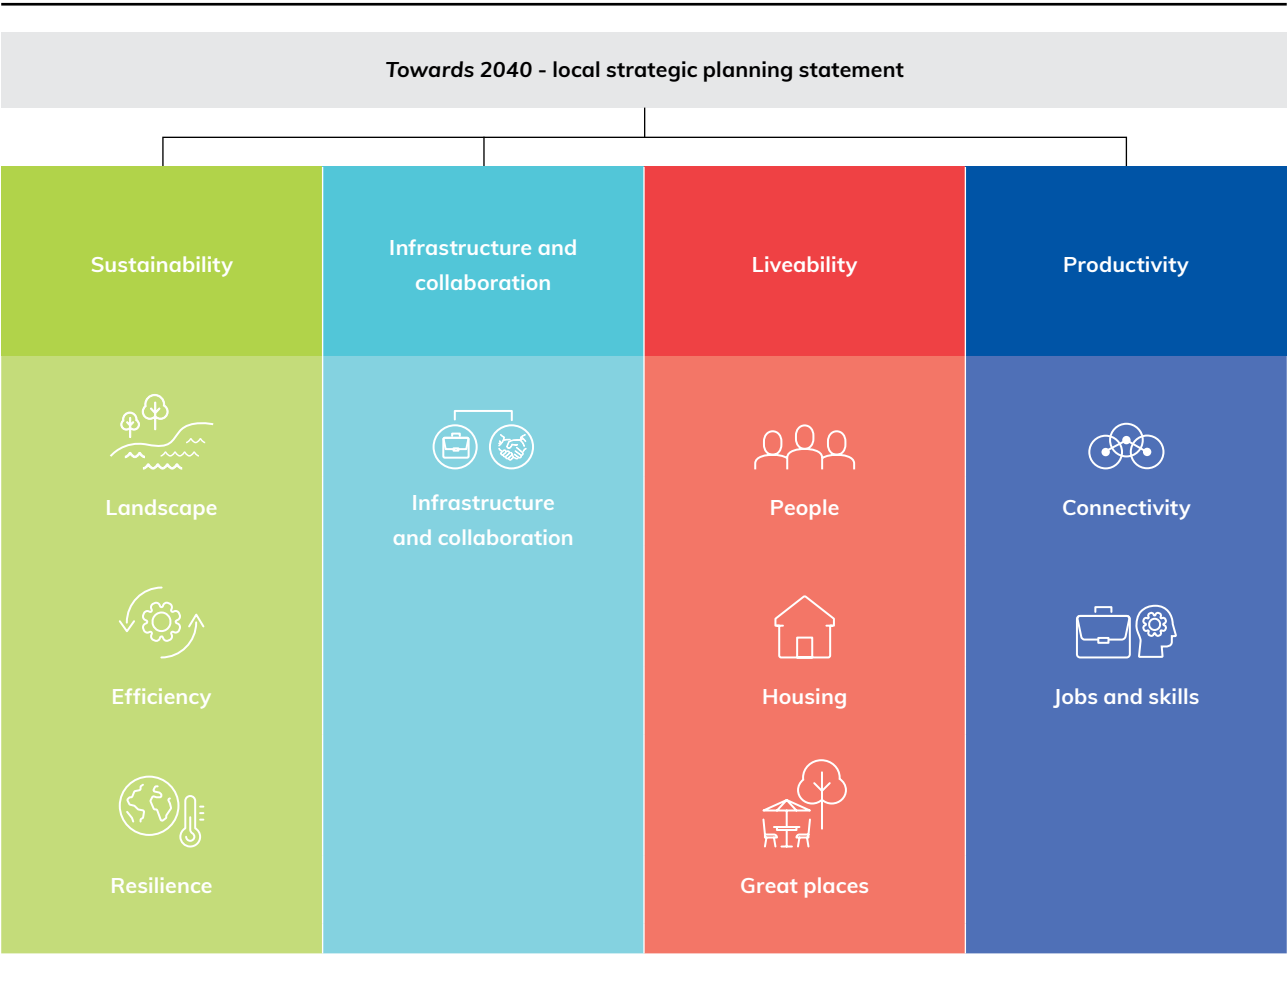 Towards 2040 - local strategic planning statement
Sustainability
Infrastructure and
collaboration
Liveability
Productivity
Landscape
Efficiency
Resilience
Infrastructure
and collaboration
People
Housing
Great places
Connectivity
Jobs and skills